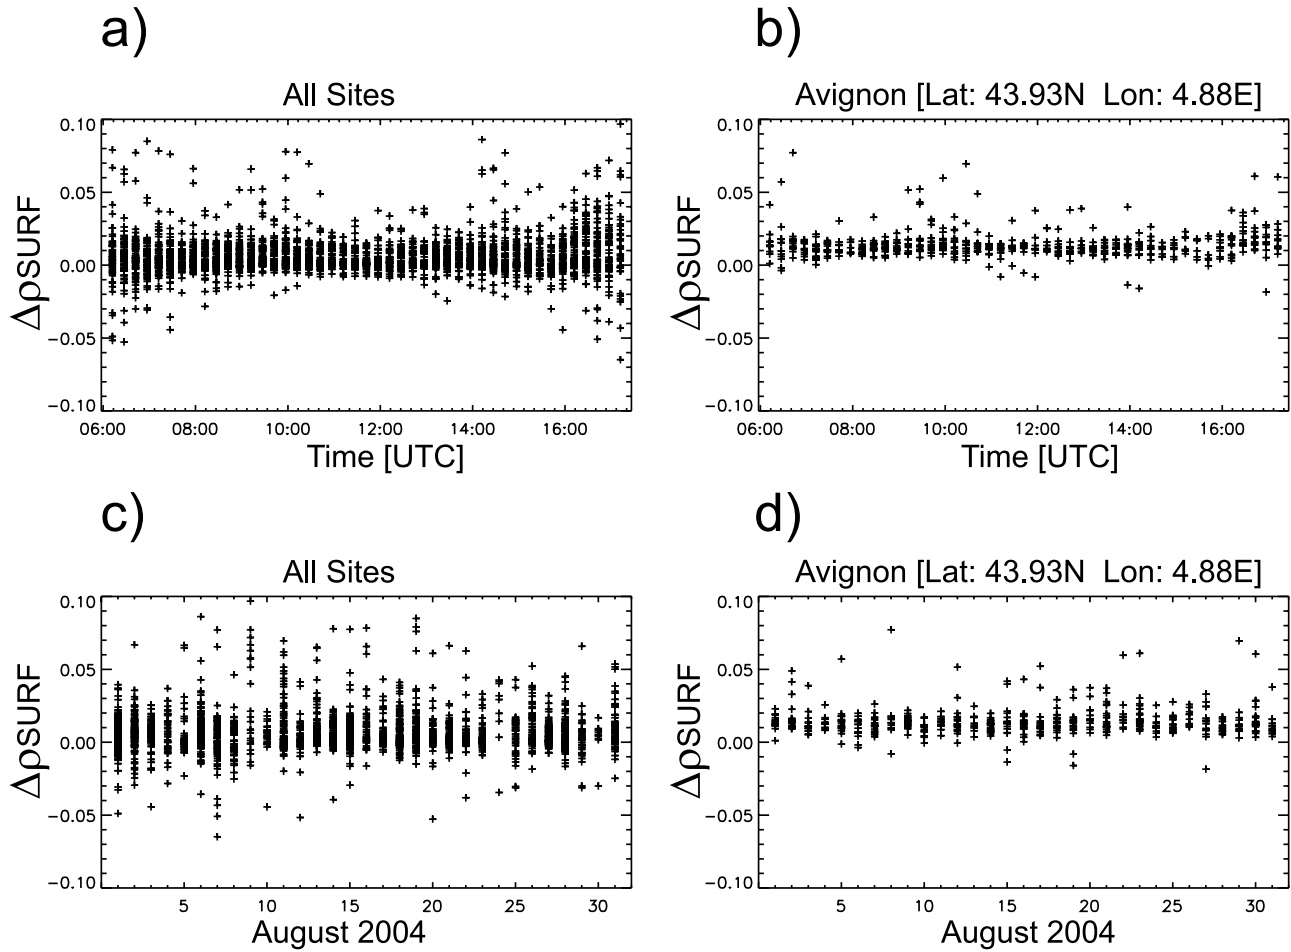 a)
All Sites
0.10
0.05
0.00
−0.05
−0.10
ΔρSURF
06:00 08:00 10:00 12:00 14:00 16:00
Time [UTC]
b)
Avignon [Lat: 43.93N Lon: 4.88E]
0.10
0.05
0.00
−0.05
−0.10
ΔρSURF
06:00 08:00 10:00 12:00 14:00 16:00
Time [UTC]
c)
All Sites
0.10
0.05
0.00
−0.05
−0.10
ΔρSURF
5 10 15 20 25 30
August 2004
d)
Avignon [Lat: 43.93N Lon: 4.88E]
0.10
0.05
0.00
−0.05
−0.10
ΔρSURF
5 10 15 20 25 30
August 2004